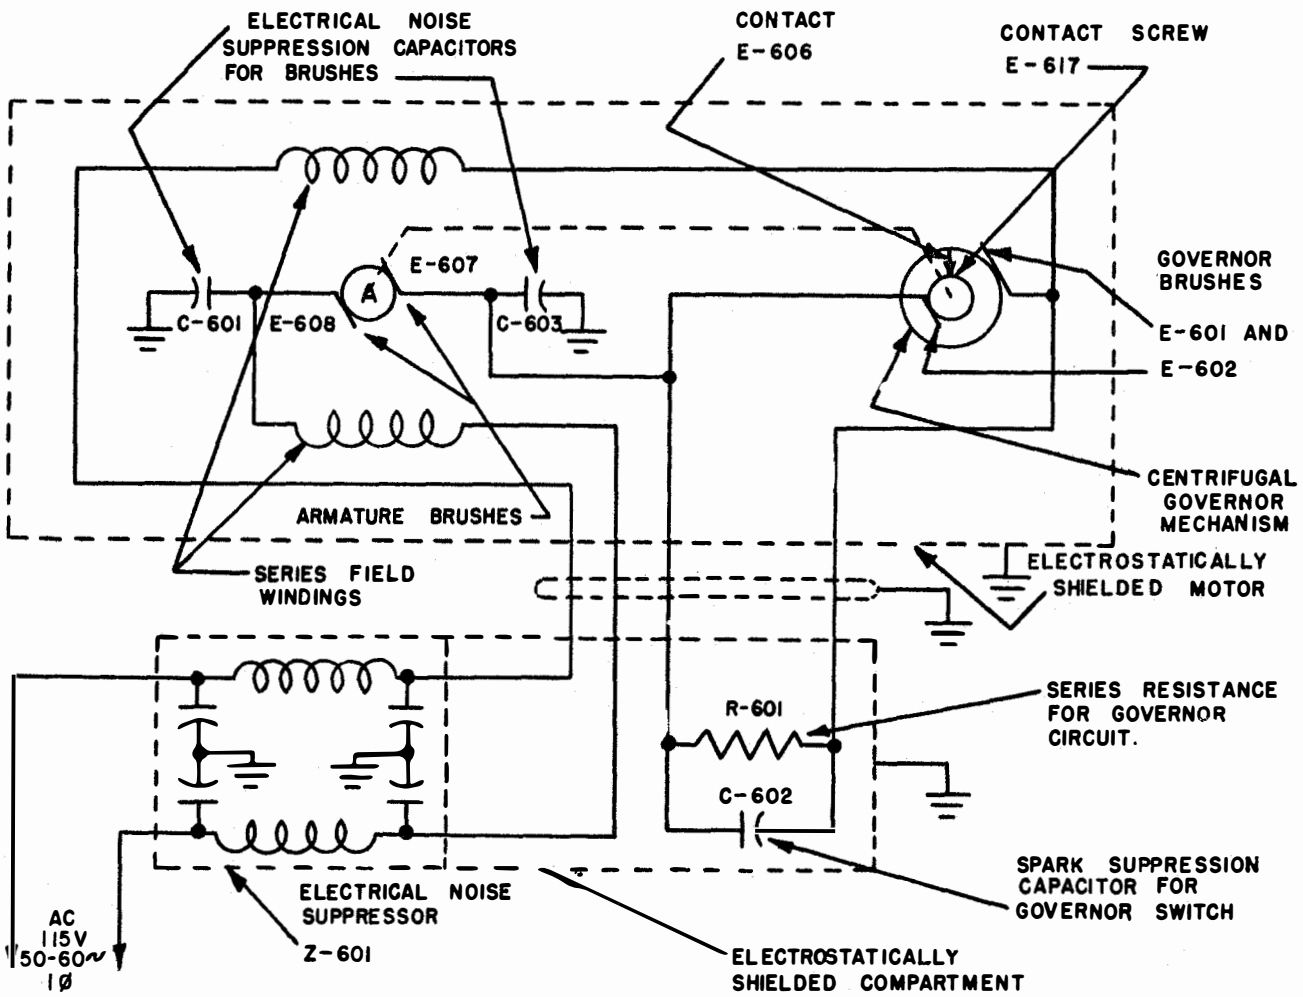 ELECTRICAL NOISE
SUPPRESSION CAPACITORS
FOR BRUSHES
CONTACT
E-606
CONTACT SCREW
E-617
E-607
A
C-601
E-608
C-603
GOVERNOR
BRUSHES
E-601 AND
E-602
ARMATURE BRUSHES
CENTRIFUGAL
GOVERNOR
MECHANISM
SERIES FIELD
WINDINGS
ELECTROSTATICALLY
SHIELDED MOTOR
R-601
SERIES RESISTANCE
FOR GOVERNOR
CIRCUIT.
C-602
ELECTRICAL NOISE
SUPPRESSOR
Z-601
SPARK SUPPRESSION
CAPACITOR FOR
GOVERNOR SWITCH
AC
115V
50-60~
1Ø
ELECTROSTATICALLY
SHIELDED COMPARTMENT